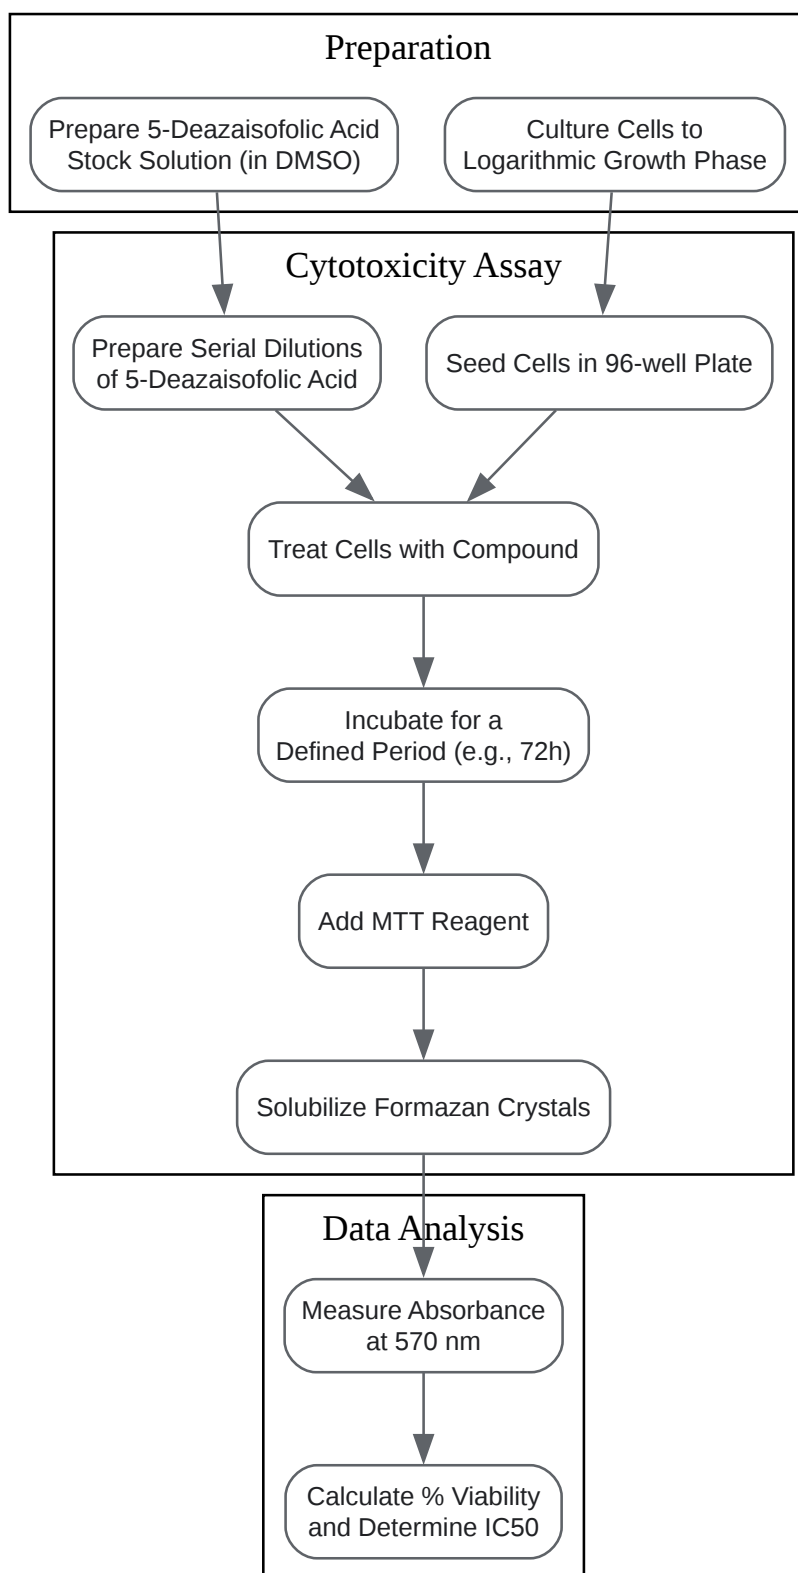 Preparation
Prepare 5-Deazaisofolic Acid
Stock Solution (in DMSO)
Culture Cells to
Logarithmic Growth Phase
Cytotoxicity Assay
Prepare Serial Dilutions
of 5-Deazaisofolic Acid
Seed Cells in 96-well Plate
Treat Cells with Compound
Incubate for a
Defined Period (e.g., 72h)
Add MTT Reagent
Solubilize Formazan Crystals
Data Analysis
Measure Absorbance
at 570 nm
Calculate % Viability
and Determine IC50